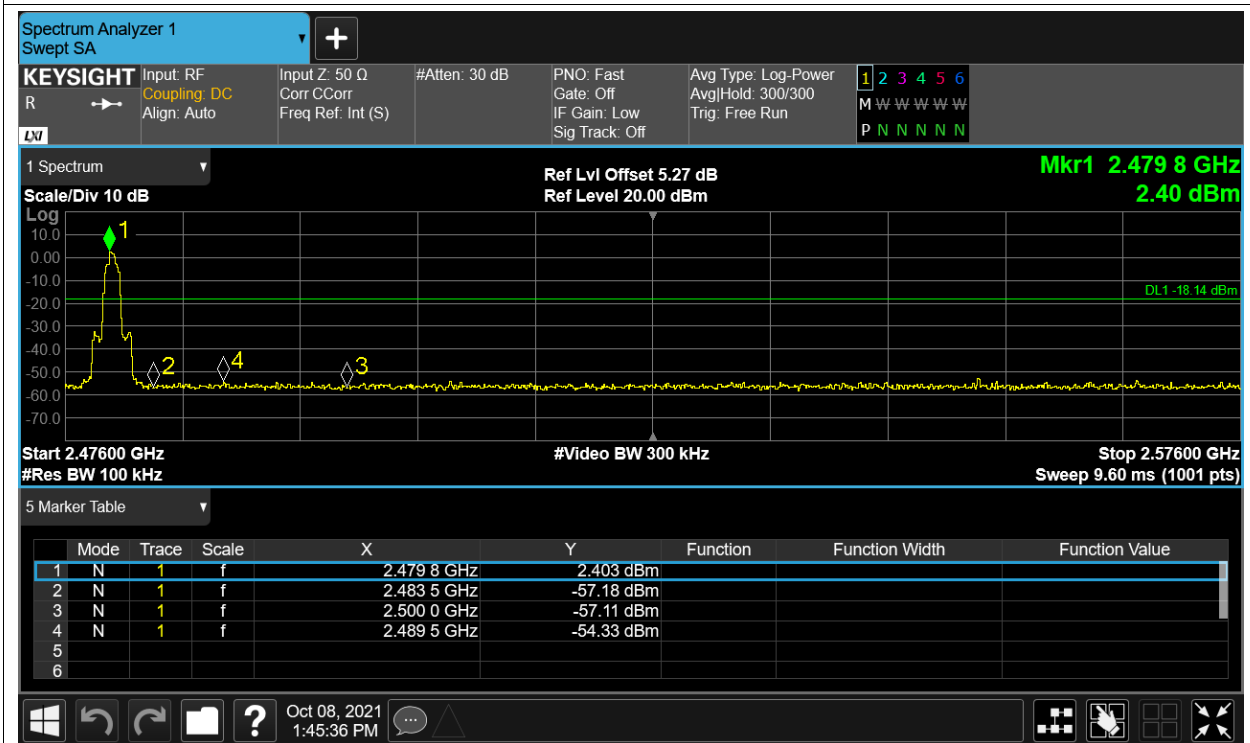 Spectrum Analyzer 1
Swept SA
▼
+
KEYSIGHT Input: RF Input Z: 50 Ω #Atten: 30 dB PNO: Fast Avg Type: Log-Power 1 2 3 4 5 6
R Coupling: DC Corr CCorr Gate: Off Avg|Hold: 300/300 M W W W W W
Align: Auto Freq Ref: Int (S) IF Gain: Low Trig: Free Run
LXI Sig Track: Off P N N N N N
1 Spectrum ▼ Ref Lvl Offset 5.27 dB Mkr1 2.479 8 GHz
Scale/Div 10 dB Ref Level 20.00 dBm 2.40 dBm
Log
10.0
0.00
-10.0
-20.0
-30.0
-40.0
-50.0
-60.0
-70.0
1
2
4
3
DL1 -18.14 dBm
Start 2.47600 GHz #Video BW 300 kHz Stop 2.57600 GHz
#Res BW 100 kHz Sweep 9.60 ms (1001 pts)
5 Marker Table ▼
Mode Trace Scale X Y Function Function Width Function Value
1 N 1 f 2.479 8 GHz 2.403 dBm
2 N 1 f 2.483 5 GHz -57.18 dBm
3 N 1 f 2.500 0 GHz -57.11 dBm
4 N 1 f 2.489 5 GHz -54.33 dBm
5
6
? Oct 08, 2021
1:45:36 PM